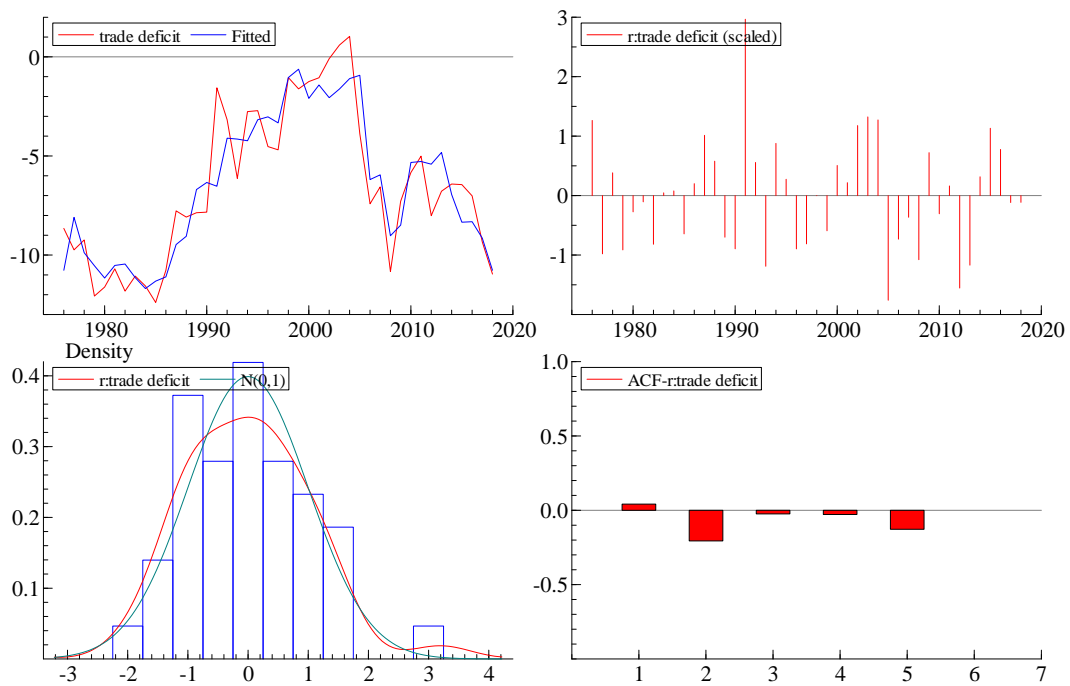 trade deficit Fitted
0
-5
-10
1980 1990 2000 2010 2020
r:trade deficit (scaled)
3
2
1
0
-1
1980 1990 2000 2010 2020
Density
r:trade deficit N(0,1)
0.4
0.3
0.2
0.1
-3 -2 -1 0 1 2 3 4
ACF-r:trade deficit
1.0
0.5
0.0
-0.5
1 2 3 4 5 6 7